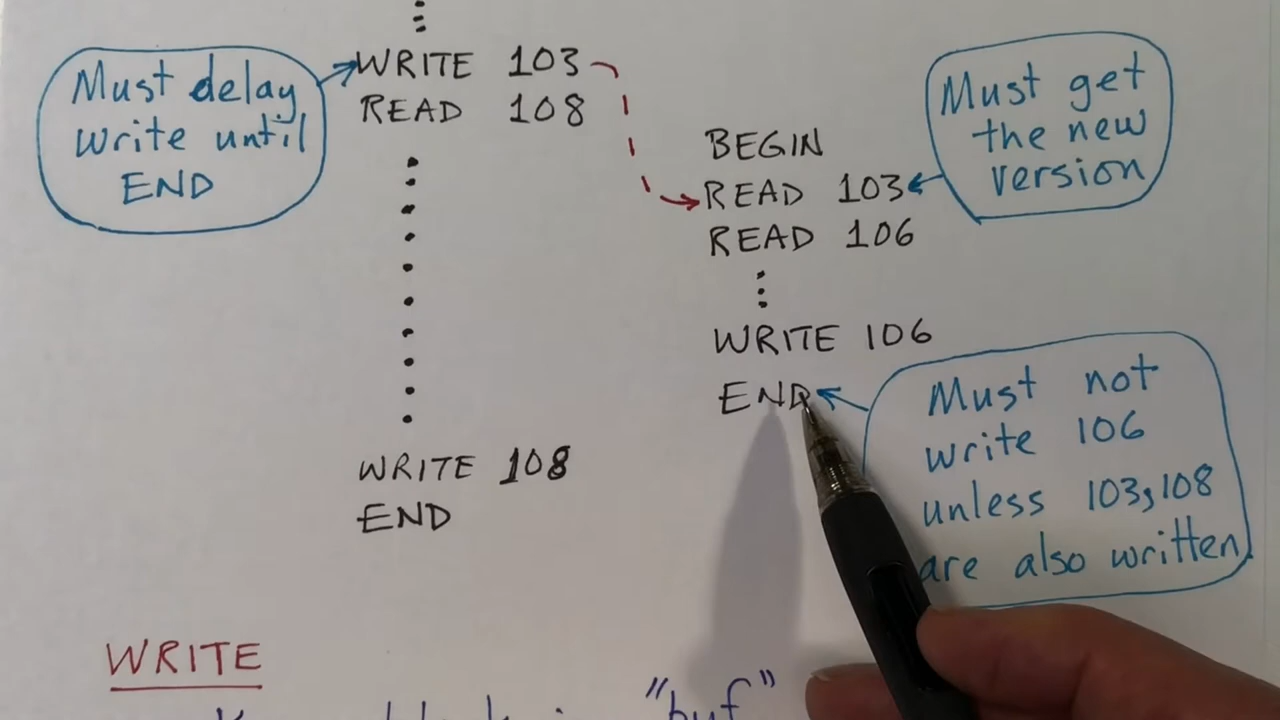 Must delay
write until
END
WRITE 103
READ 108
WRITE 108
END
BEGIN
READ 103
READ 106
WRITE 106
END
Must get
the new
version
Must not
write 106
unless 103,108
are also written
WRITE
"buf"